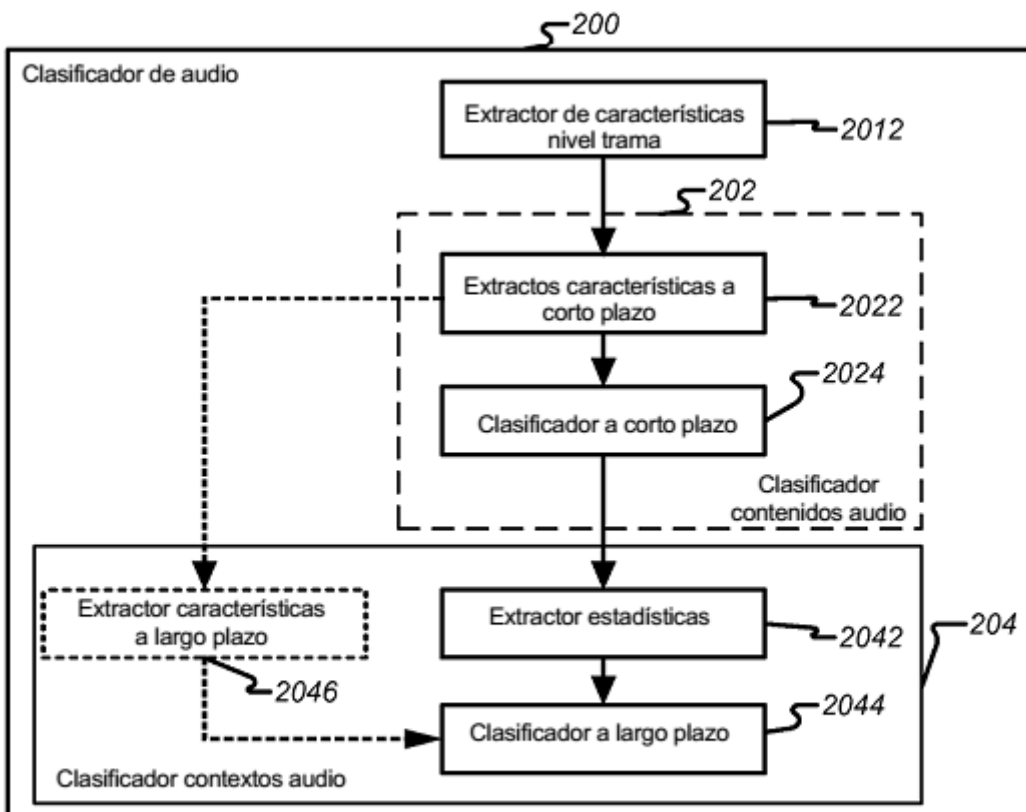 200
Clasificador de audio
Extractor de características
nivel trama
2012
202
Extractos características a
corto plazo
2022
2024
Clasificador a corto plazo
Clasificador
contenidos audio
Extractor características
a largo plazo
Extractor estadísticas
2042
204
2046
2044
Clasificador a largo plazo
Clasificador contextos audio